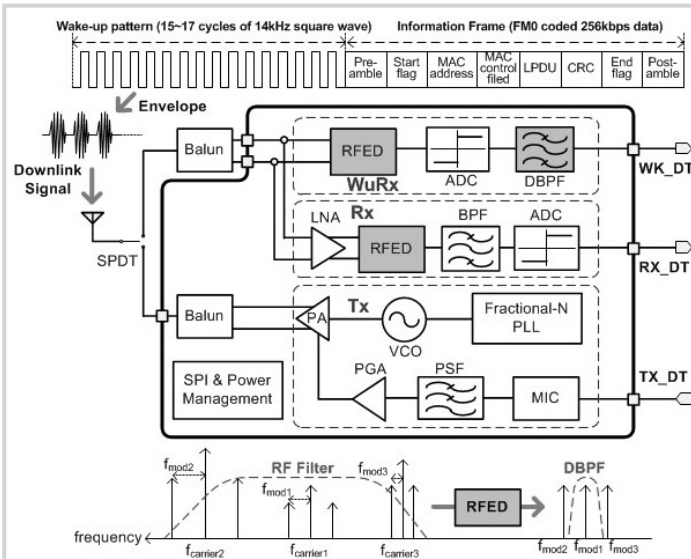 Wake-up pattern (15~17 cycles of 14kHz square wave)
Information Frame (FM0 coded 256kbps data)
Pre-
amble
Start
flag
MAC
address
MAC
control
filed
LPDU
CRC
End
flag
Post-
amble
Envelope
Downlink
Signal
SPDT
Balun
RFED
WuRx
ADC
DBPF
WK_DT
LNA
Rx
RFED
BPF
ADC
RX_DT
Balun
PA
Tx
VCO
Fractional-N
PLL
SPI & Power
Management
PGA
PSF
MIC
TX_DT
fmod2
RF Filter
fmod1
fmod3
RFED
DBPF
frequency
fcarrier2
fcarrier1
fcarrier3
fmod2
fmod1
fmod3